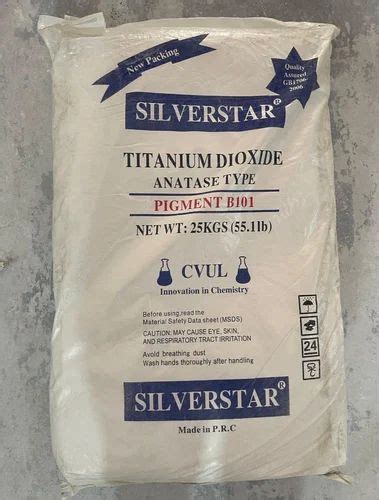 New Packing
Quality
Assured
GB1706-
2006
SILVERSTAR®
TITANIUM DIOXIDE
ANATASE TYPE
PIGMENT B101
NET WT: 25KGS (55.1lb)
CVUL
Innovation in Chemistry
Before using,read the
Material Safety Data sheet (MSDS)
CAUTION: MAY CAUSE EYE, SKIN,
AND RESPIRATORY TRACT IRRITATION
Avoid breathing dust
Wash hands thoroughly after handling
24
SILVERSTAR®
Made in P.R.C